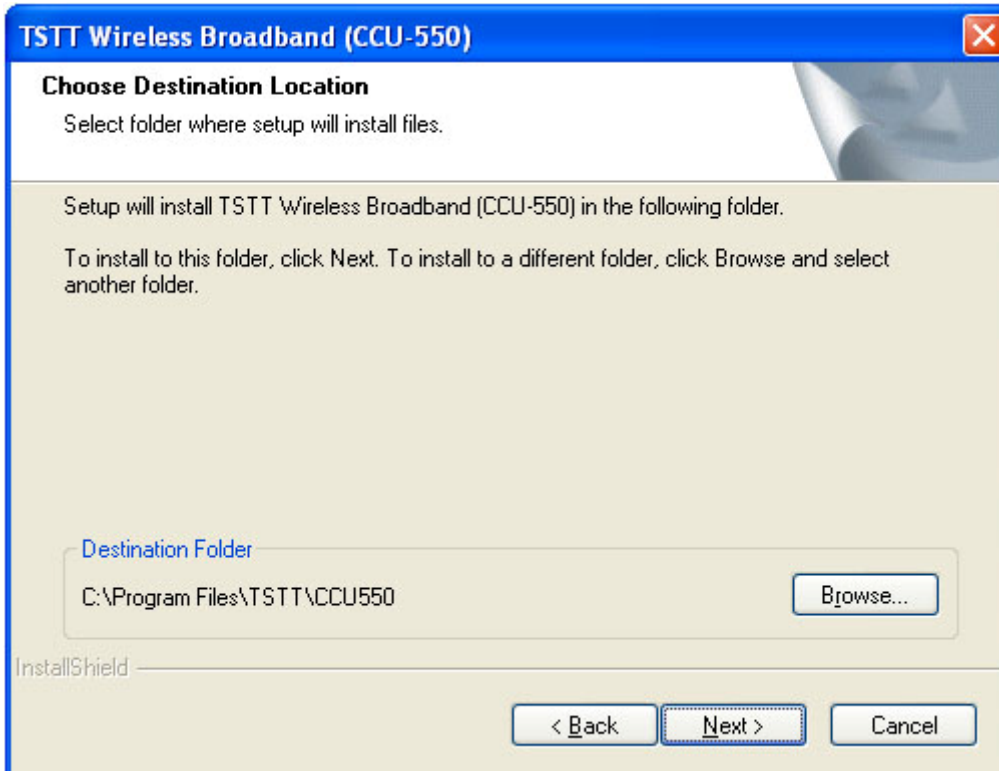 TSTT Wireless Broadband (CCU-550)
Choose Destination Location
Select folder where setup will install files.
Setup will install TSTT Wireless Broadband (CCU-550) in the following folder.
To install to this folder, click Next. To install to a different folder, click Browse and select
another folder.
Destination Folder
C:\Program Files\TSTT\CCU550
Browse...
InstallShield
< Back
Next >
Cancel